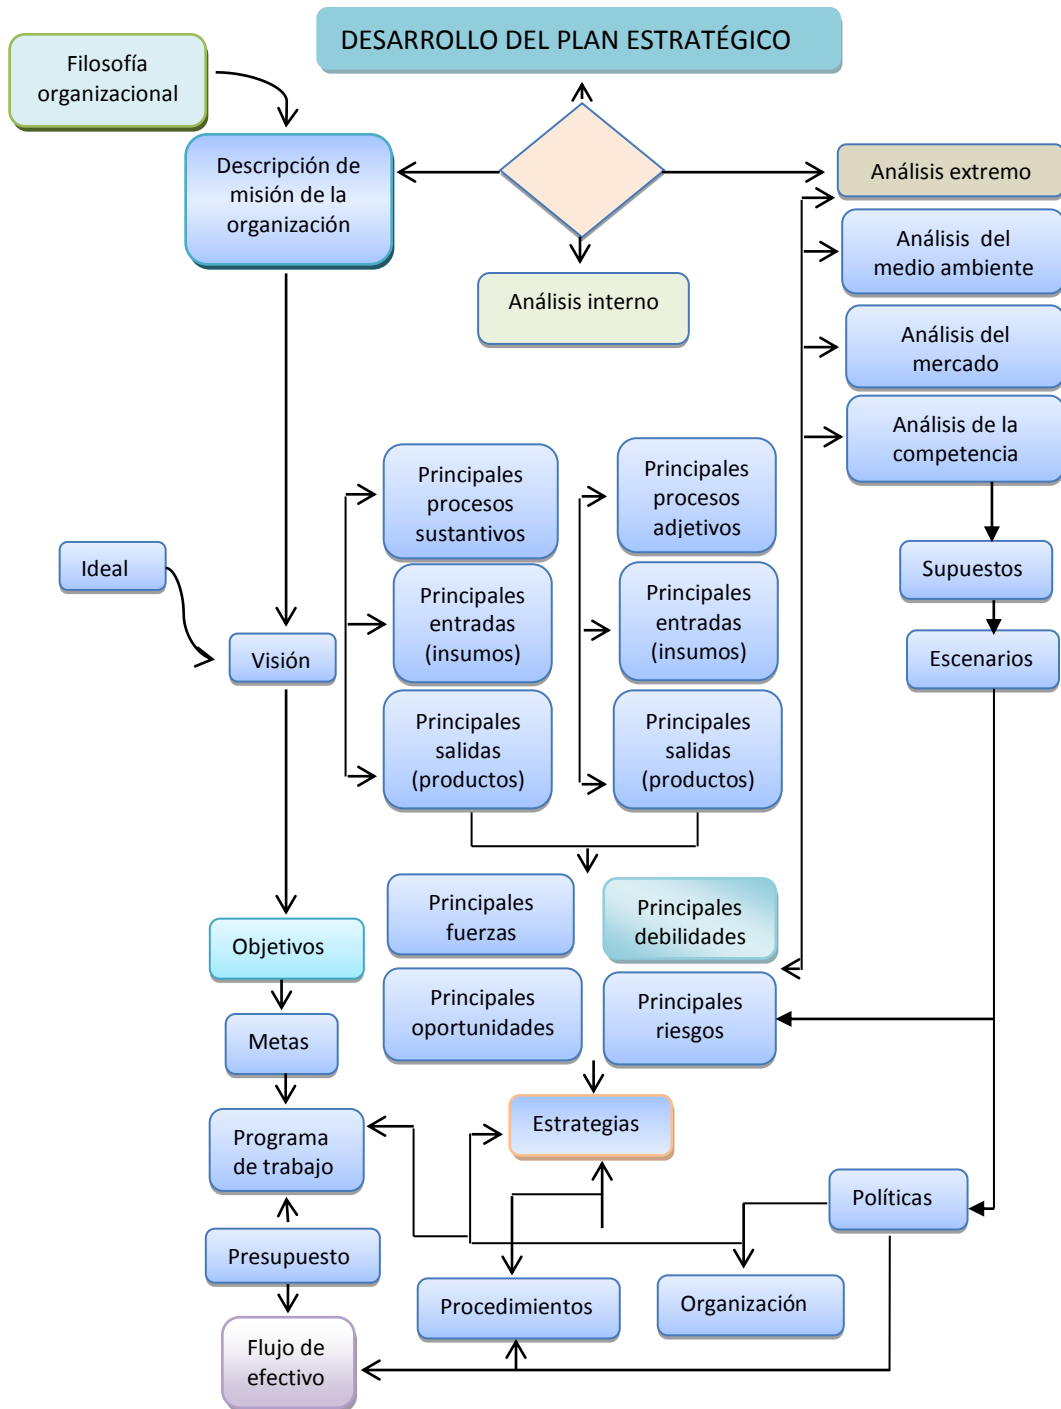 DESARROLLO DEL PLAN ESTRATÉGICO
Filosofía
organizacional
Descripción de
misión de la
organización
Análisis extremo
Análisis del
medio ambiente
Análisis interno
Análisis del
mercado
Análisis de la
competencia
Principales
procesos
sustantivos
Principales
procesos
adjetivos
Ideal
Supuestos
Principales
entradas
(insumos)
Principales
entradas
(insumos)
Visión
Escenarios
Principales
salidas
(productos)
Principales
salidas
(productos)
Principales
fuerzas
Principales
debilidades
Objetivos
Principales
oportunidades
Principales
riesgos
Metas
Estrategias
Programa
de trabajo
Políticas
Presupuesto
Procedimientos
Organización
Flujo de
efectivo